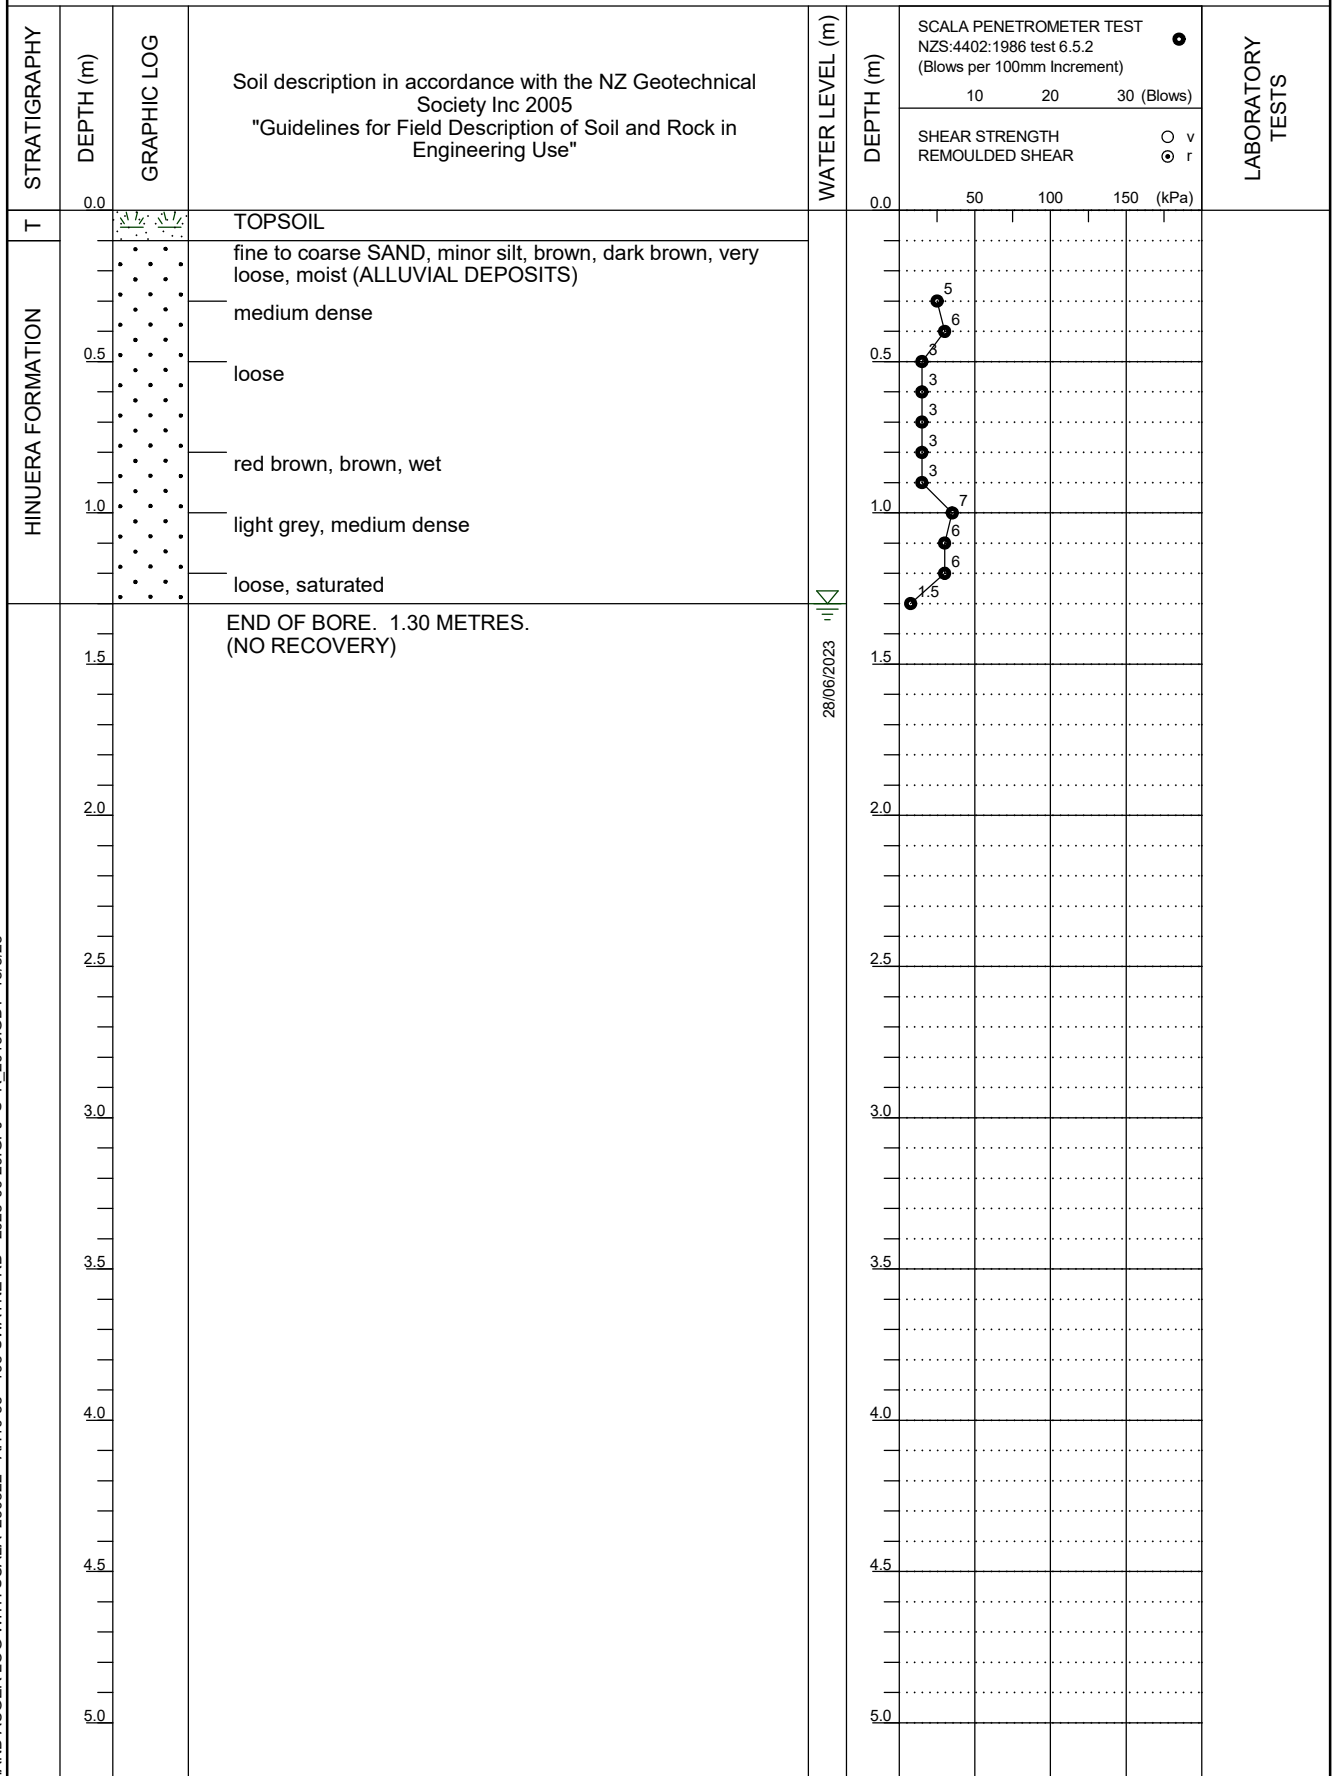 STRATIGRAPHY
DEPTH (m)
GRAPHIC LOG
Soil description in accordance with the NZ Geotechnical
Society Inc 2005
"Guidelines for Field Description of Soil and Rock in
Engineering Use"
WATER LEVEL (m)
DEPTH (m)
SCALA PENETROMETER TEST
NZS:4402:1986 test 6.5.2
(Blows per 100mm Increment)
10 20 30 (Blows)
SHEAR STRENGTH v
REMOULDED SHEAR r
50 100 150 (kPa)
LABORATORY
TESTS
0.0
0.0
T
TOPSOIL
HINUERA FORMATION
fine to coarse SAND, minor silt, brown, dark brown, very
loose, moist (ALLUVIAL DEPOSITS)
5
medium dense
6
0.5
0.5
3
loose
3
3
3
red brown, brown, wet
3
7
1.0
1.0
light grey, medium dense
6
6
loose, saturated
1.5
END OF BORE. 1.30 METRES.
(NO RECOVERY)
28/06/2023
1.5
1.5
2.0
2.0
2.5
2.5
3.0
3.0
3.5
3.5
4.0
4.0
4.5
4.5
5.0
5.0